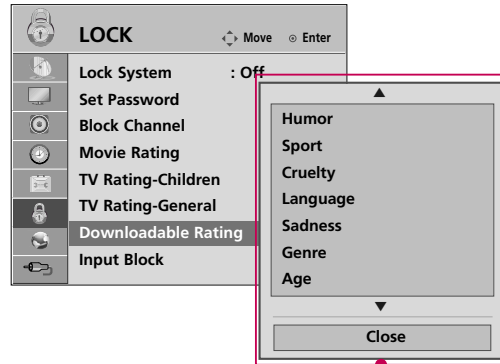 LOCK
Move
Enter
Lock System : Off
Set Password
Block Channel
Movie Rating
TV Rating-Children
TV Rating-General
Downloadable Rating
Input Block
Humor
Sport
Cruelty
Language
Sadness
Genre
Age
Close